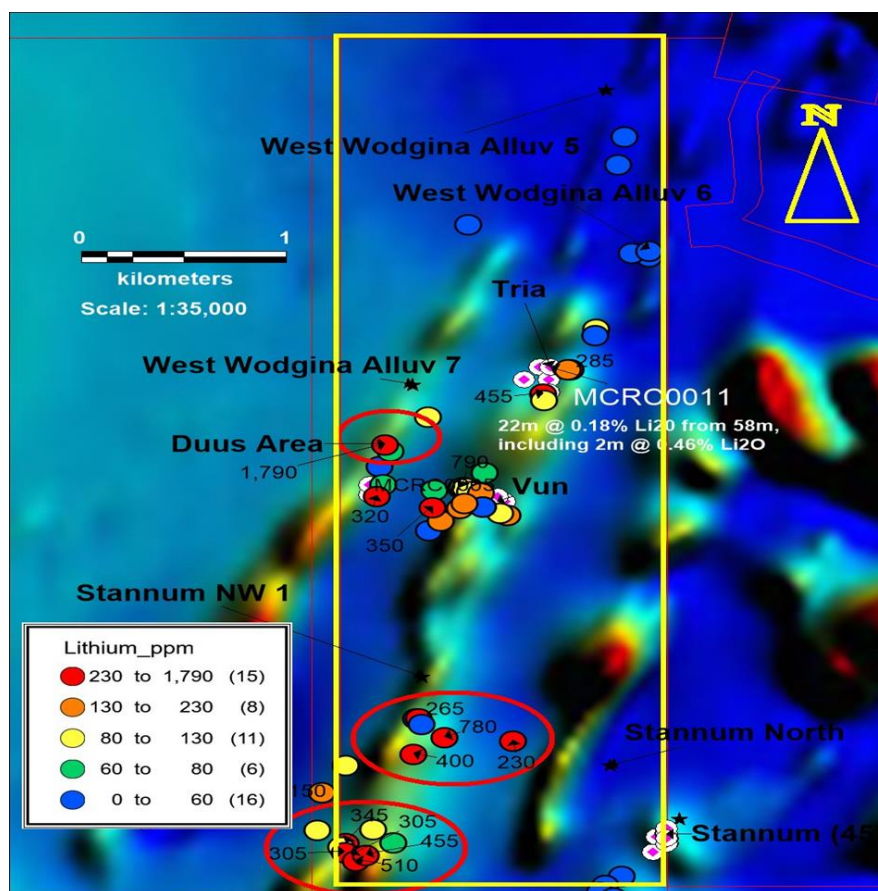 N
West Wodgina Alluv 5
West Wodgina Alluv 6
0 1
kilometers
Scale: 1:35,000
Tria
285
West Wodgina Alluv 7
455
MCRC0011
22m @ 0.18% Li20 from 58m,
including 2m @ 0.46% Li2O
Duus Area
1,790
790
Vun
320
350
Stannum NW 1
Lithium_ppm
230 to 1,790 (15)
130 to 230 (8)
80 to 130 (11)
60 to 80 (6)
0 to 60 (16)
265
780
400
230
Stannum North
150
345
305
305
455
510
Stannum (45